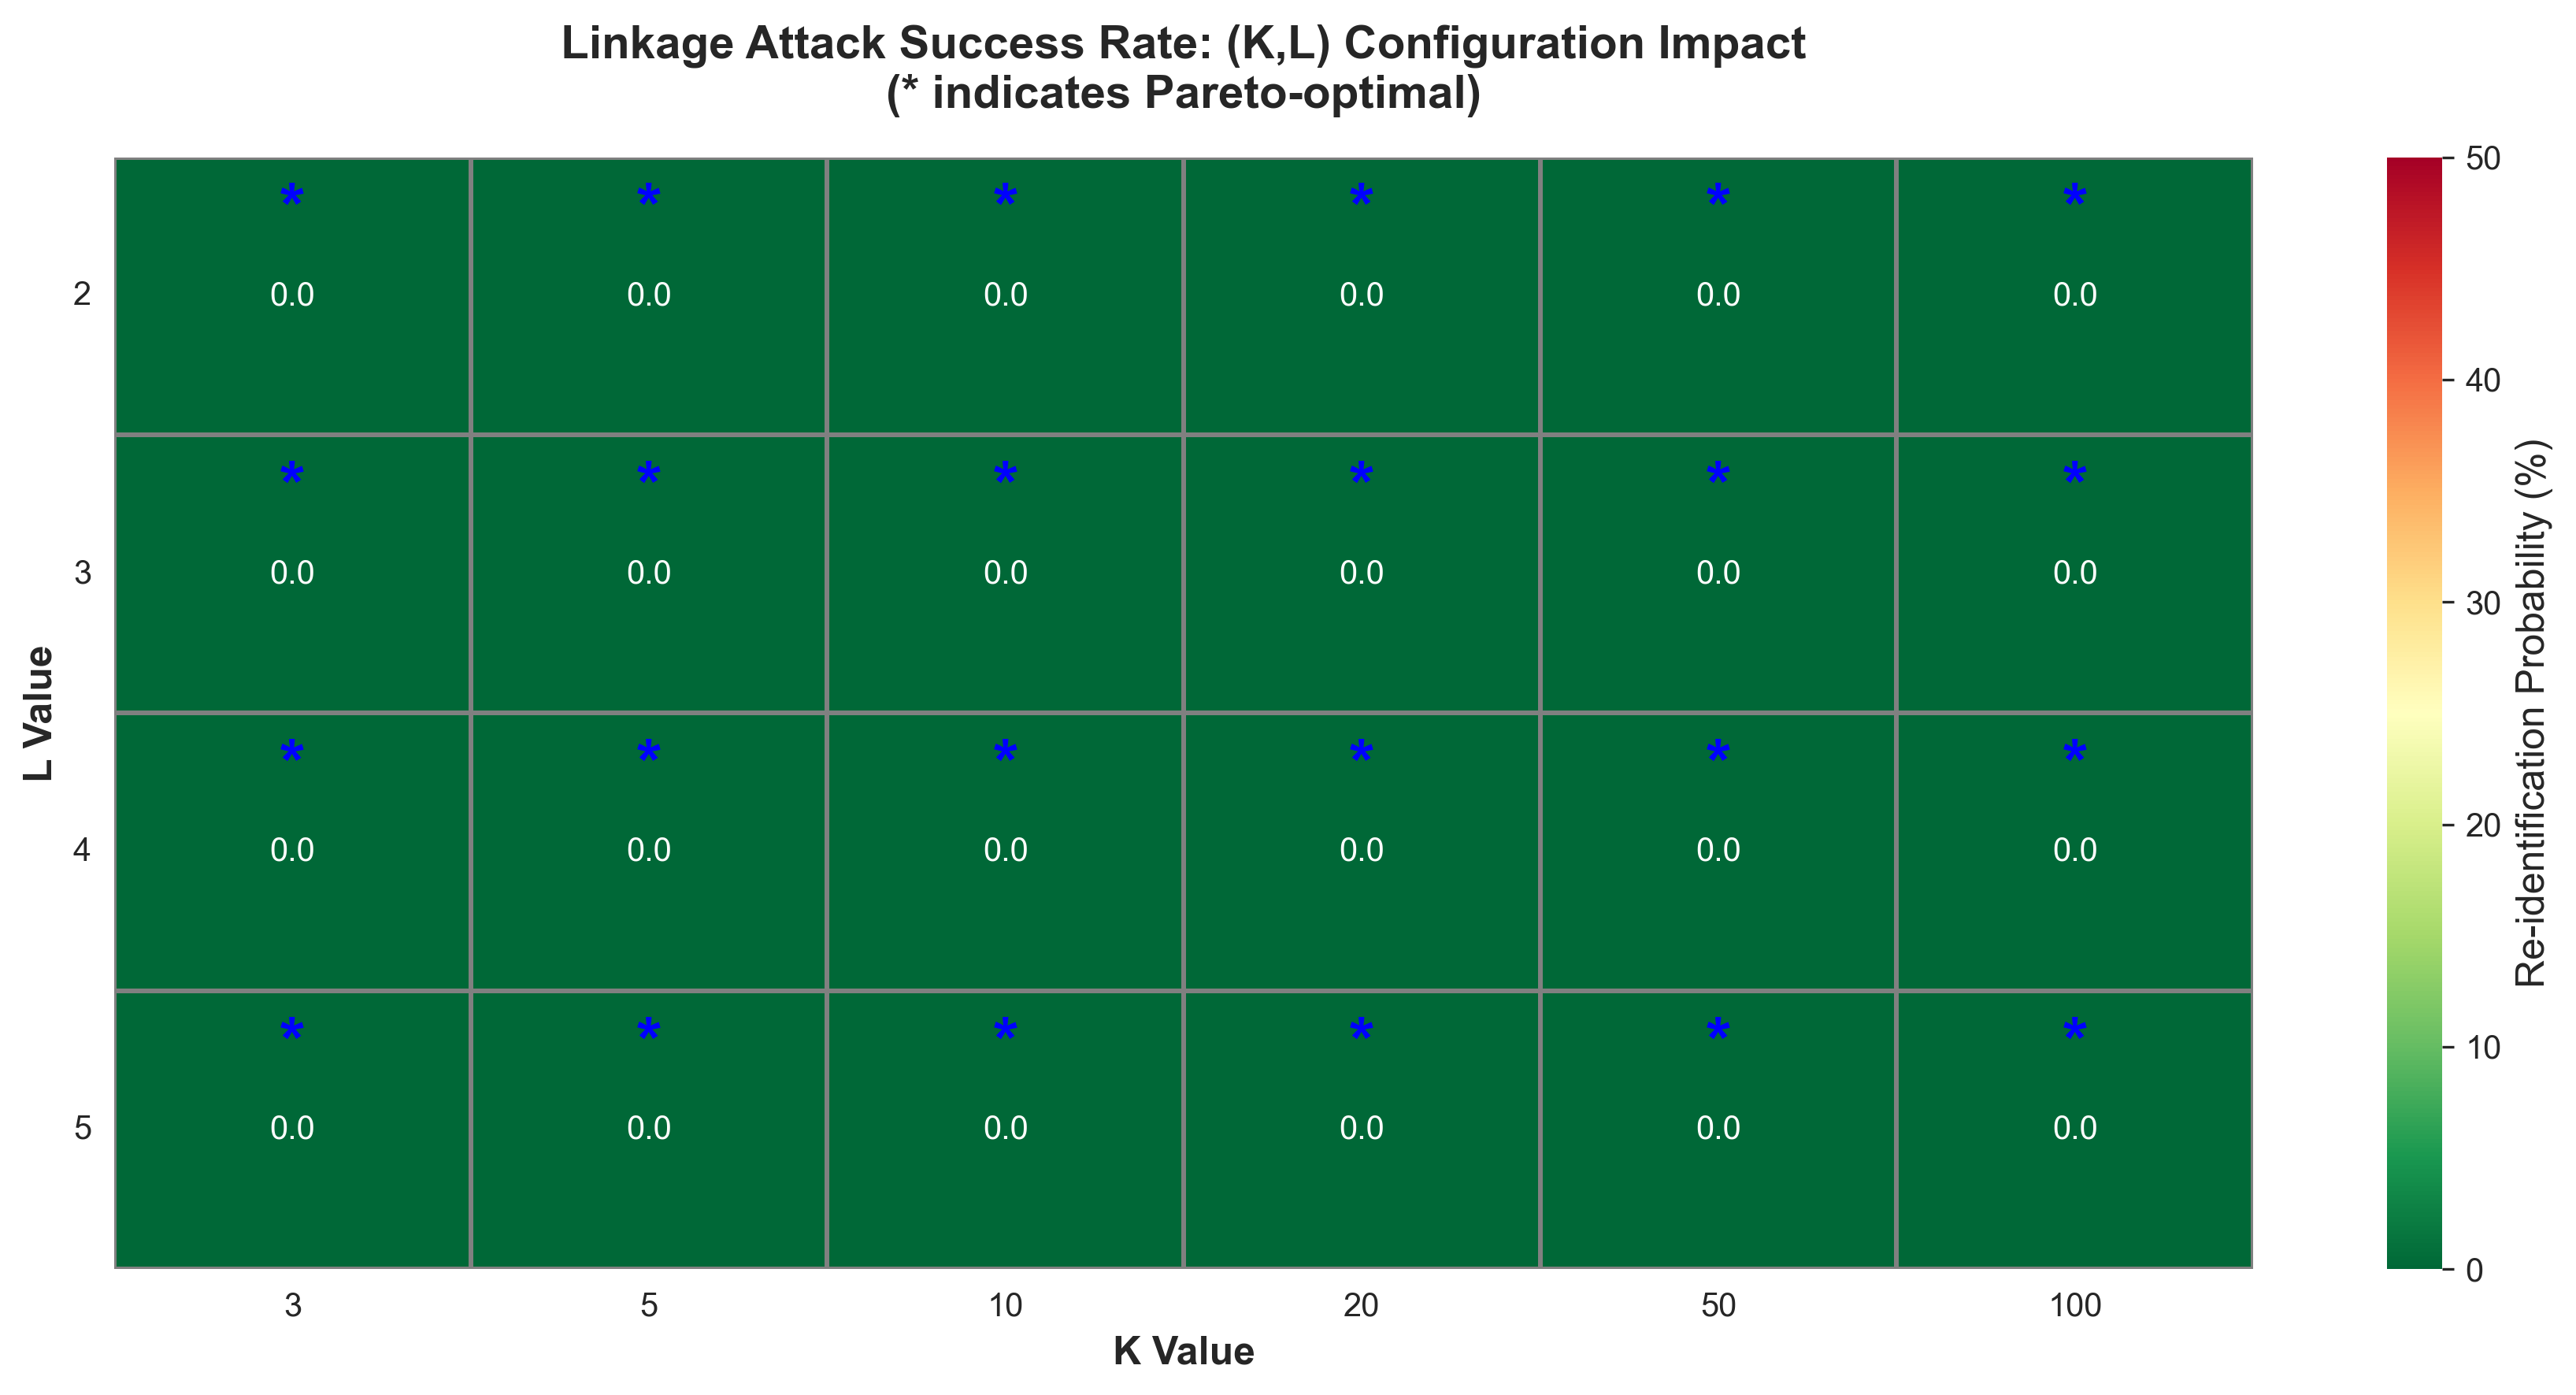 Linkage Attack Success Rate: (K,L) Configuration Impact
(* indicates Pareto-optimal)
* * * * * *
2 0.0 0.0 0.0 0.0 0.0 0.0
* * * * * *
3 0.0 0.0 0.0 0.0 0.0 0.0
* * * * * *
4 0.0 0.0 0.0 0.0 0.0 0.0
* * * * * *
5 0.0 0.0 0.0 0.0 0.0 0.0
3 5 10 20 50 100
K Value
L Value
50
40
30
20
10
0
Re-identification Probability (%)